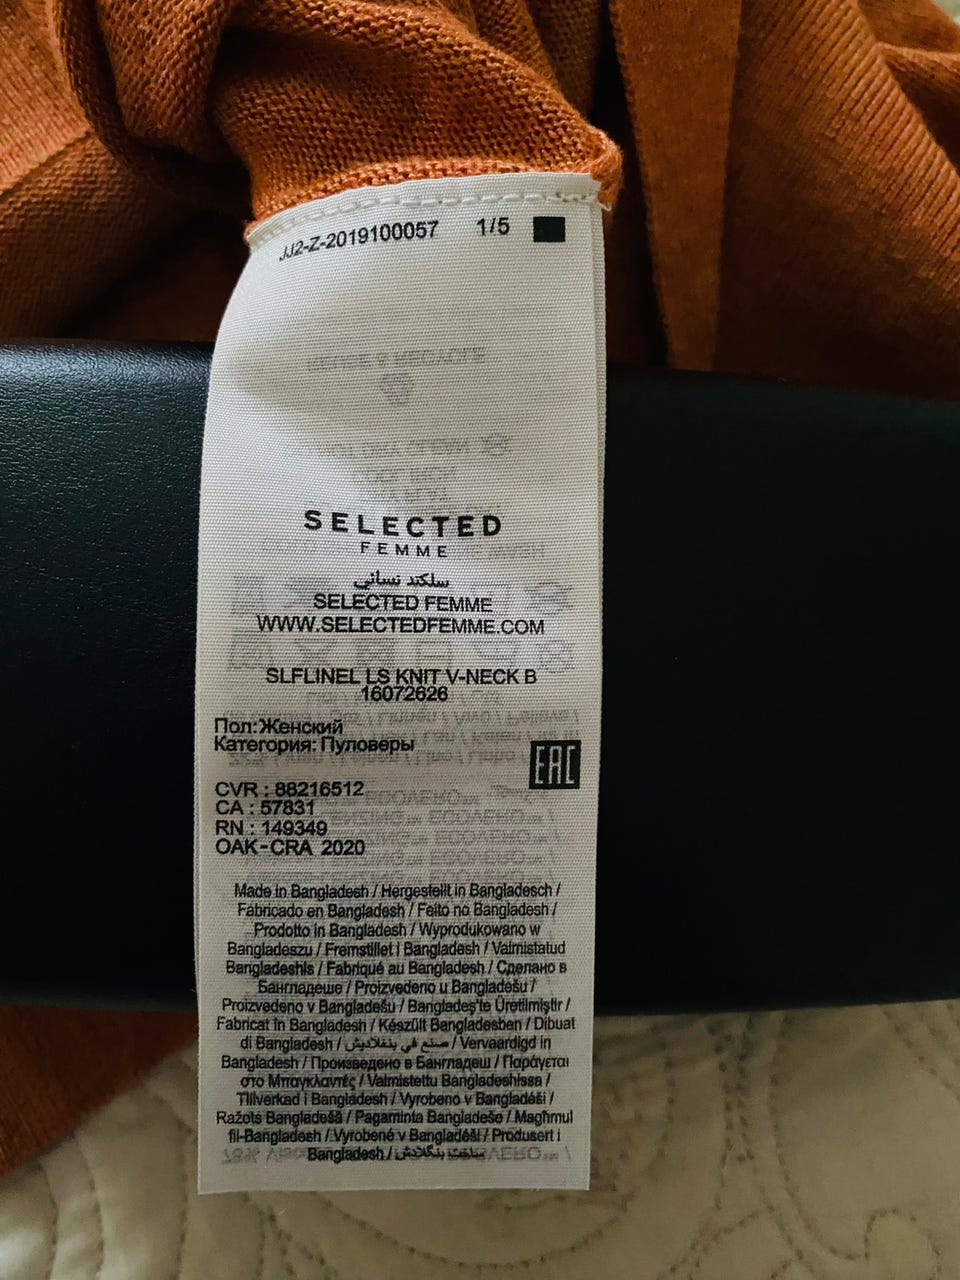 JJ2-Z-2019100057 1/5
REUSE & RECYCLE
SELECTED
FEMME
سلكتد نسائي
SELECTED FEMME
WWW.SELECTEDFEMME.COM
SLFLINEL LS KNIT V-NECK B
16072626
Пол:Женский
Категория: Пуловеры
EAC
CVR : 88216512
CA : 57831
RN : 149349
OAK-CRA 2020
Made in Bangladesh / Hergestellt in Bangladesch /
Fabricado en Bangladesh / Feito no Bangladesh /
Prodotto in Bangladesh / Wyprodukowano w
Bangladeszu / Fremstillet i Bangladesh / Valmistatud
Bangladeshis / Fabriqué au Bangladesh / Сделано в
Бангладеше / Proizvedeno u Bangladešu /
Proizvedeno v Bangladešu / Bangladeş'te Üretilmiştir /
Fabricat în Bangladesh / Készült Bangladesben / Dibuat
di Bangladesh / صنع في بنغلاديش / Vervaardigd in
Bangladesh / Произведено в Бангладеш / Παράγεται
στο Μπαγκλαντές / Valmistettu Bangladeshissa /
Tillverkad i Bangladesh / Vyrobeno v Bangladéši /
Ražots Bangladešā / Pagaminta Bangladeše / Magħmul
fil-Bangladesh / Vyrobené v Bangladéši / Produsert i
Bangladesh / ساخت بنگلادش